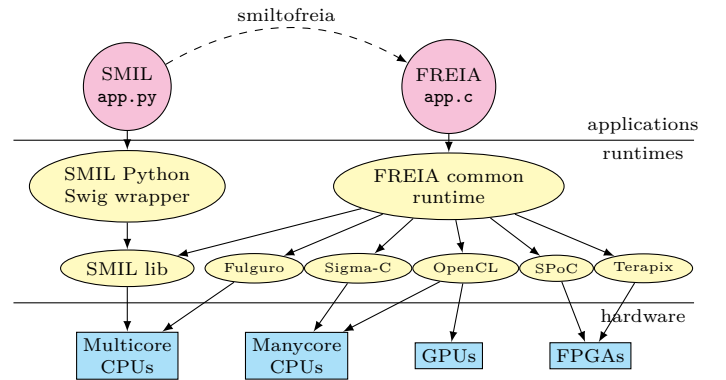 smiltofreia
SMIL
app.py
FREIA
app.c
applications
runtimes
SMIL Python
Swig wrapper
FREIA common
runtime
SMIL lib
Fulguro
Sigma-C
OpenCL
SPoC
Terapix
hardware
Multicore
CPUs
Manycore
CPUs
GPUs
FPGAs